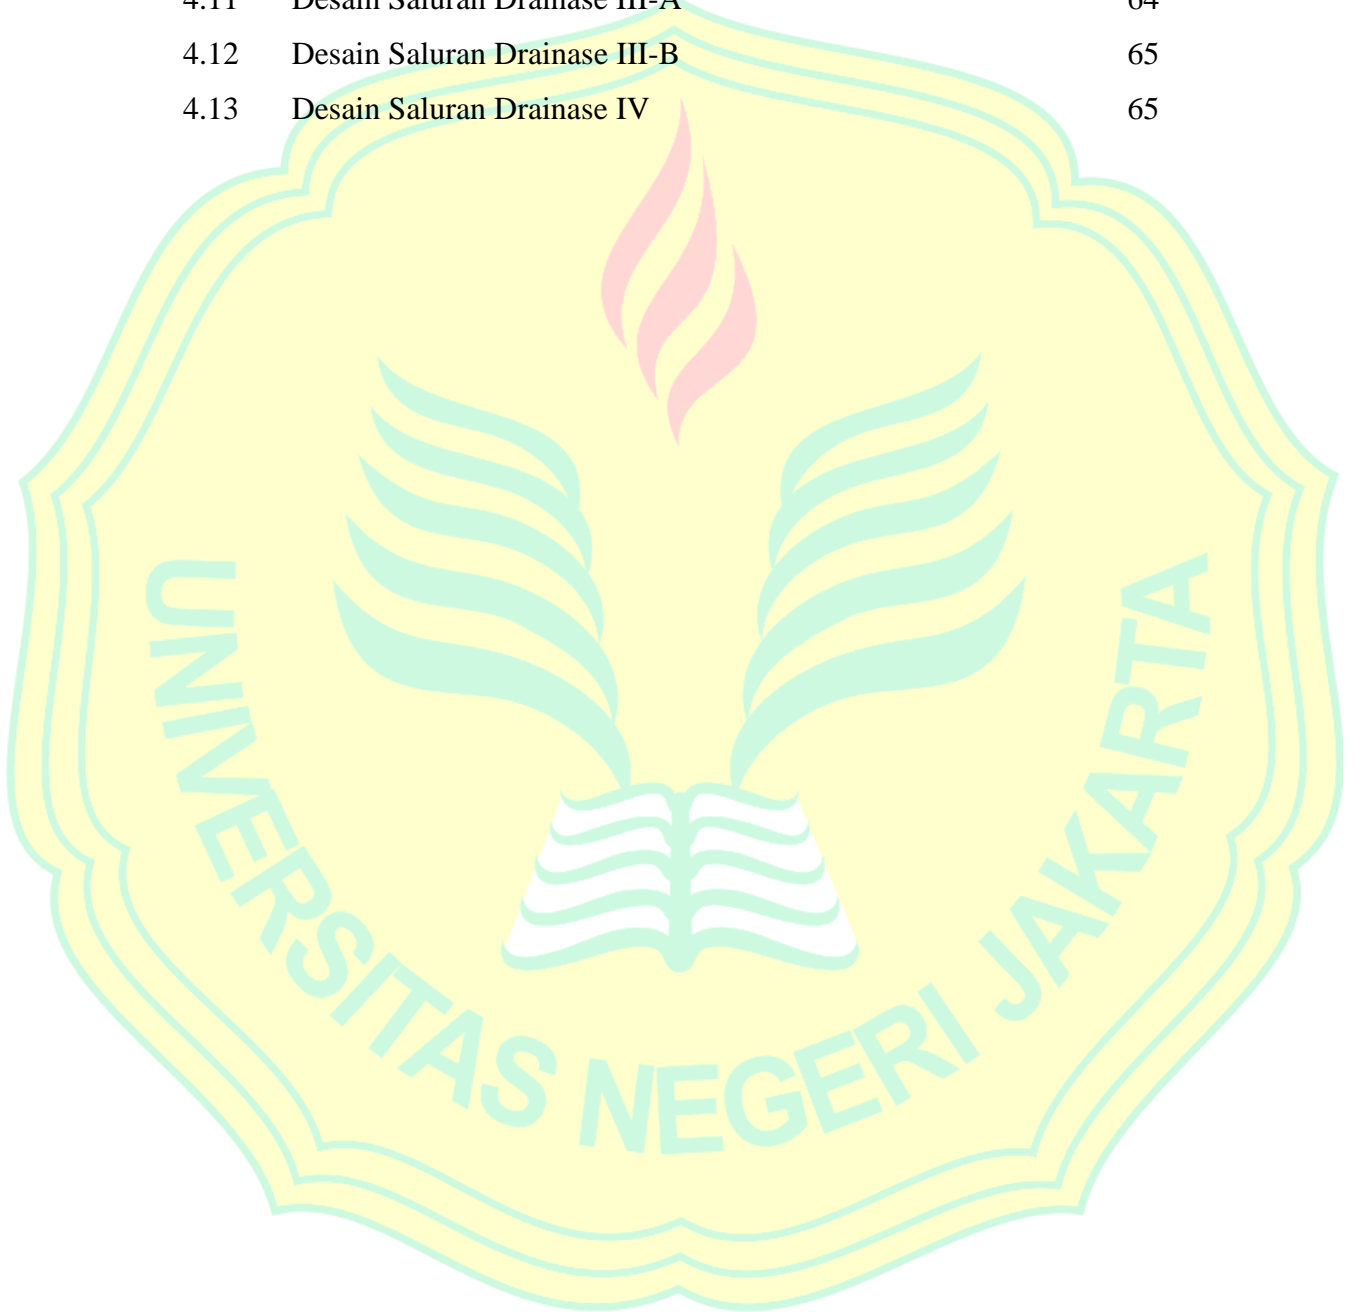 4.11 Desain Saluran Drainase III-A 64
4.12 Desain Saluran Drainase III-B 65
4.13 Desain Saluran Drainase IV 65
UNIVERSITAS NEGERI JAKARTA